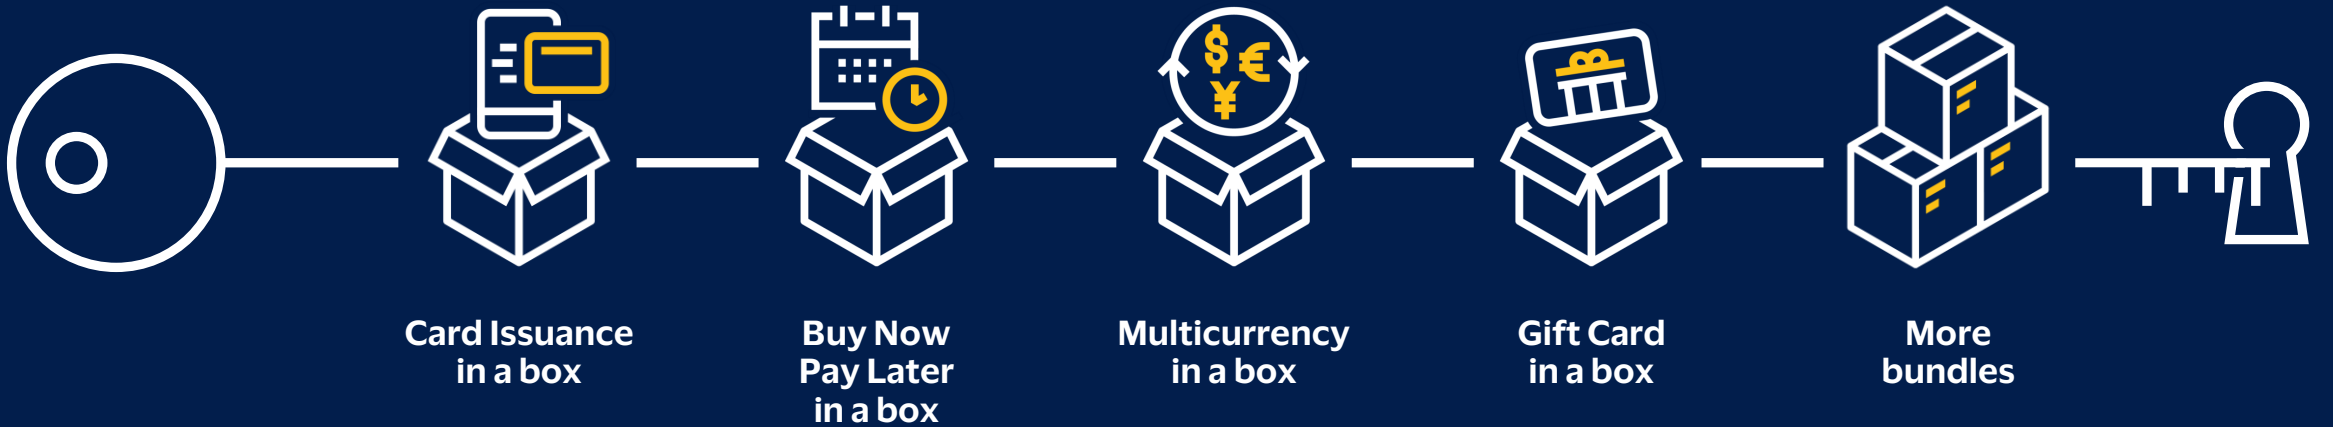 Card Issuance
in a box
Buy Now
Pay Later
in a box
Multicurrency
in a box
Gift Card
in a box
More
bundles